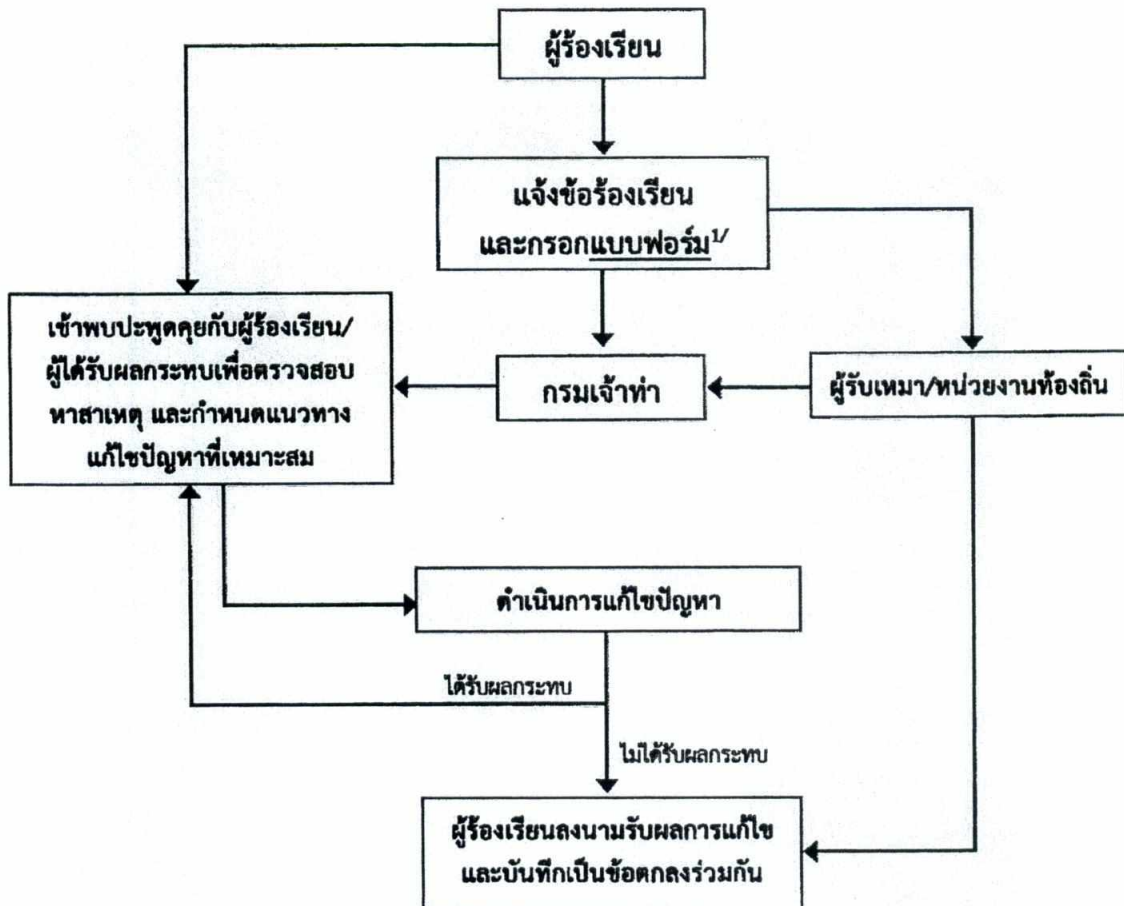 ผู้ร้องเรียน
แจ้งข้อร้องเรียน
และกรอกแบบฟอร์ม1/
เข้าพบปะพูดคุยกับผู้ร้องเรียน/
ผู้ได้รับผลกระทบเพื่อตรวจสอบ
หาสาเหตุ และกำหนดแนวทาง
แก้ไขปัญหาที่เหมาะสม
กรมเจ้าท่า
ผู้รับเหมา/หน่วยงานท้องถิ่น
ดำเนินการแก้ไขปัญหา
ได้รับผลกระทบ
ไม่ได้รับผลกระทบ
ผู้ร้องเรียนลงนามรับผลการแก้ไข
และบันทึกเป็นข้อตกลงร่วมกัน